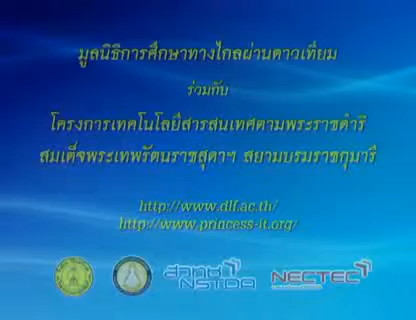 มูลนิธิการศึกษาทางไกลผ่านดาวเทียม
ร่วมกับ
โครงการเทคโนโลยีสารสนเทศตามพระราชดำริ
สมเด็จพระเทพรัตนราชสุดาฯ สยามบรมราชกุมารี
http://www.dlf.ac.th/
http://www.princess-it.org/
สวทช
NSTDA
NECTEC